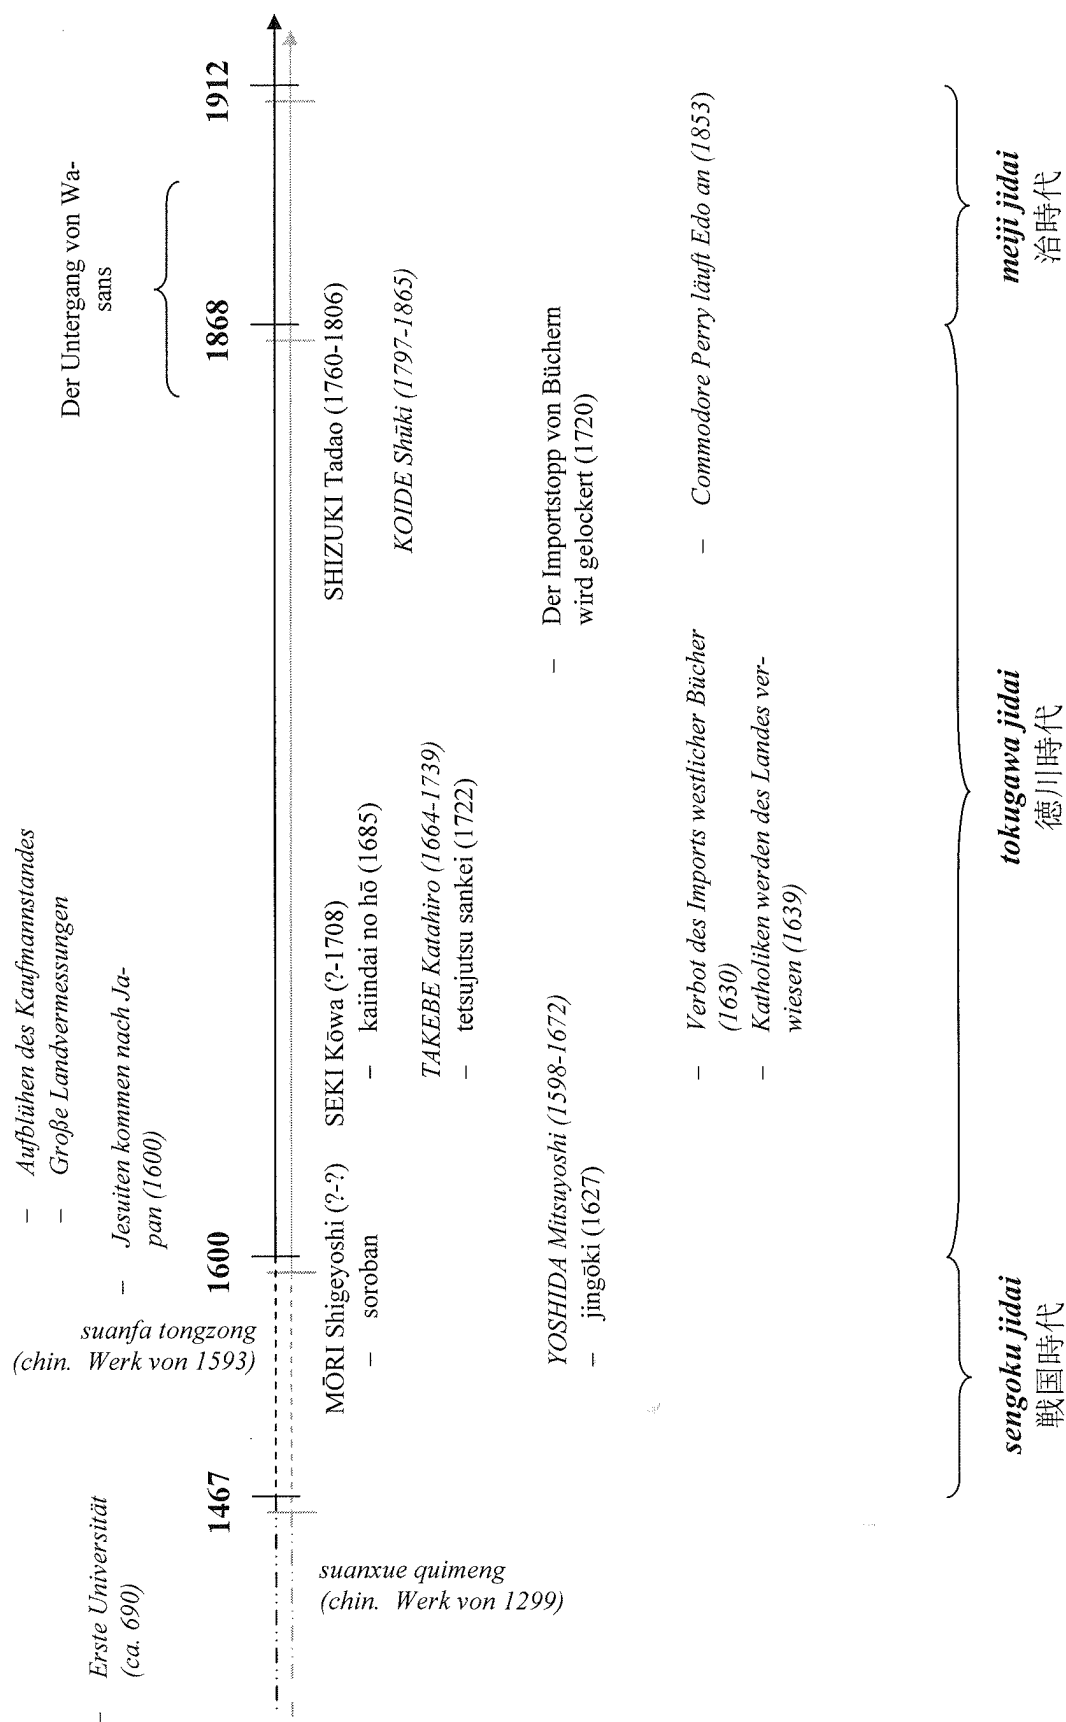 – Erste Universität
(ca. 690)
– Aufblühen des Kaufmannstandes
– Große Landvermessungen
– Jesuiten kommen nach Ja-
pan (1600)
suanfa tongzong
(chin. Werk von 1593)
Der Untergang von Wa-
sans
1467
1600
1868
1912
suanxue quimeng
(chin. Werk von 1299)
MŌRI Shigeyoshi (?-?)
– soroban
SEKI Kōwa (?-1708)
– kaiindai no hō (1685)
TAKEBE Katahiro (1664-1739)
– tetsujutsu sankei (1722)
SHIZUKI Tadao (1760-1806)
KOIDE Shūki (1797-1865)
YOSHIDA Mitsuyoshi (1598-1672)
– jingōki (1627)
– Der Importstopp von Büchern
wird gelockert (1720)
– Verbot des Imports westlicher Bücher
(1630)
– Katholiken werden des Landes ver-
wiesen (1639)
– Commodore Perry läuft Edo an (1853)
sengoku jidai
戦国時代
tokugawa jidai
徳川時代
meiji jidai
治時代